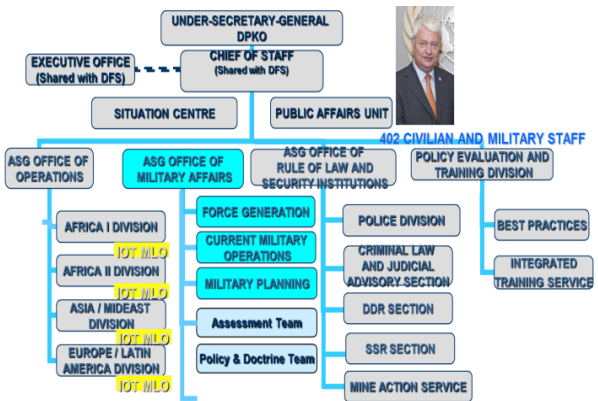 UNDER-SECRETARY-GENERAL
DPKO
CHIEF OF STAFF
(Shared with DFS)
EXECUTIVE OFFICE
(Shared with DFS)
SITUATION CENTRE
PUBLIC AFFAIRS UNIT
402 CIVILIAN AND MILITARY STAFF
ASG OFFICE OF
OPERATIONS
AFRICA I DIVISION
IOT MLO
AFRICA II DIVISION
IOT MLO
ASIA / MIDEAST
DIVISION
IOT MLO
EUROPE / LATIN
AMERICA DIVISION
IOT MLO
ASG OFFICE OF
MILITARY AFFAIRS
FORCE GENERATION
CURRENT MILITARY
OPERATIONS
MILITARY PLANNING
Assessment Team
Policy & Doctrine Team
ASG OFFICE OF
RULE OF LAW AND
SECURITY INSTITUTIONS
POLICE DIVISION
CRIMINAL LAW
AND JUDICIAL
ADVISORY SECTION
DDR SECTION
SSR SECTION
MINE ACTION SERVICE
POLICY EVALUATION AND
TRAINING DIVISION
BEST PRACTICES
INTEGRATED
TRAINING SERVICE